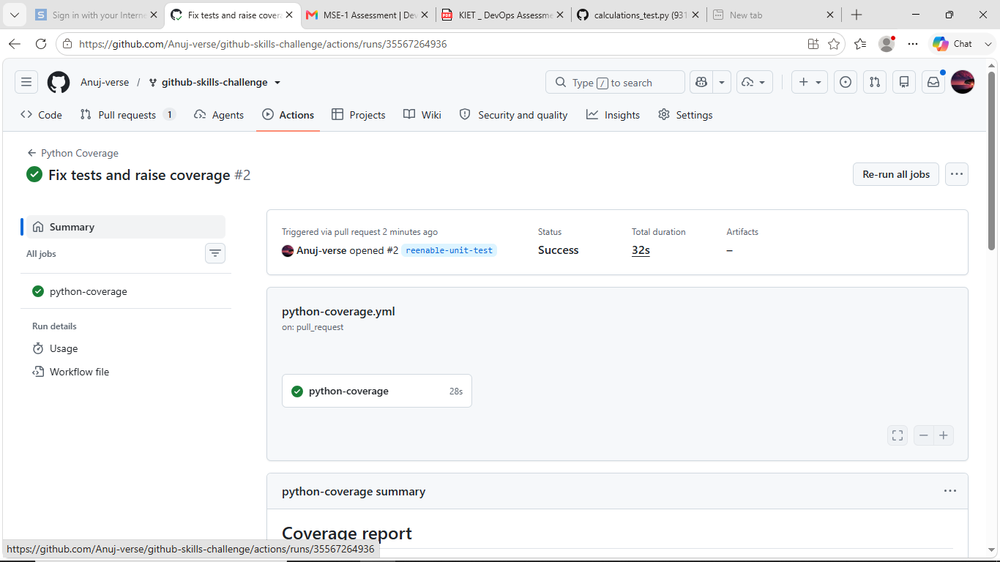 Sign in with your Interne
Fix tests and raise covera
MSE-1 Assessment | Dev
KIET _ DevOps Assessme
calculations_test.py (931
New tab
https://github.com/Anuj-verse/github-skills-challenge/actions/runs/35567264936
Chat
Anuj-verse / github-skills-challenge
Type / to search
Code
Pull requests 1
Agents
Actions
Projects
Wiki
Security and quality
Insights
Settings
Python Coverage
Fix tests and raise coverage #2
Re-run all jobs
Summary
All jobs
python-coverage
Run details
Usage
Workflow file
Triggered via pull request 2 minutes ago
Anuj-verse opened #2 reenable-unit-test
Status
Success
Total duration
32s
Artifacts
–
python-coverage.yml
on: pull_request
python-coverage 28s
python-coverage summary
Coverage report
https://github.com/Anuj-verse/github-skills-challenge/actions/runs/35567264936